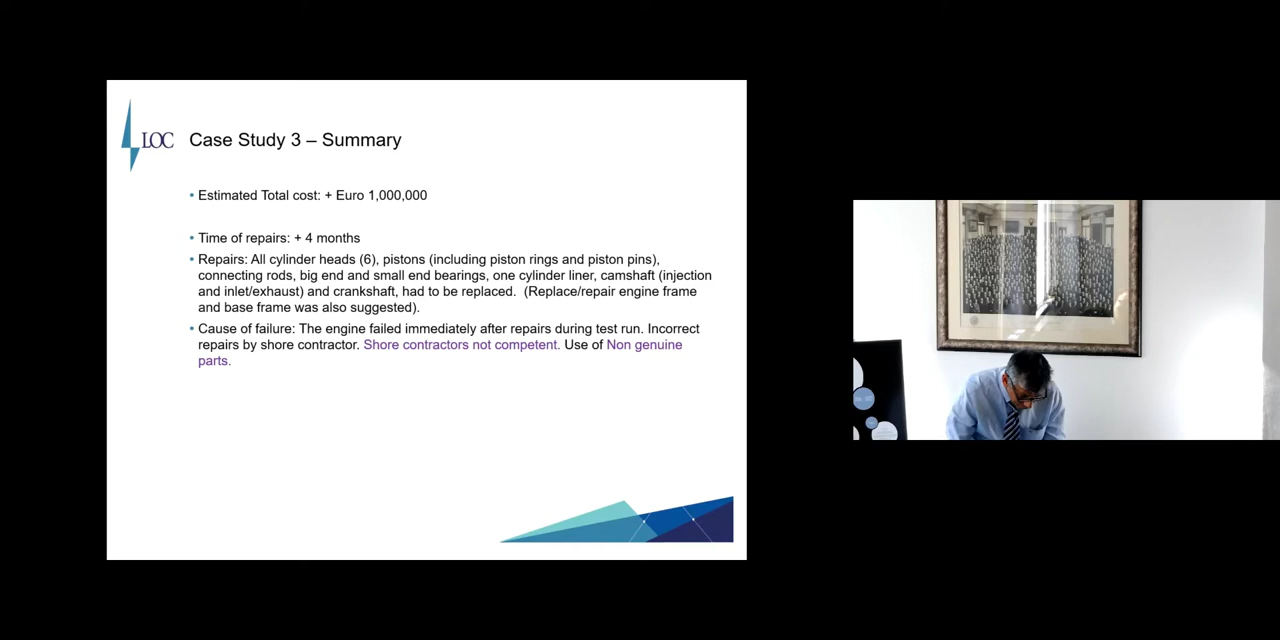 LOC
Case Study 3 – Summary
• Estimated Total cost: + Euro 1,000,000
• Time of repairs: + 4 months
• Repairs: All cylinder heads (6), pistons (including piston rings and piston pins),
connecting rods, big end and small end bearings, one cylinder liner, camshaft (injection
and inlet/exhaust) and crankshaft, had to be replaced.  (Replace/repair engine frame
and base frame was also suggested).
• Cause of failure: The engine failed immediately after repairs during test run. Incorrect
repairs by shore contractor. Shore contractors not competent. Use of Non genuine
parts.